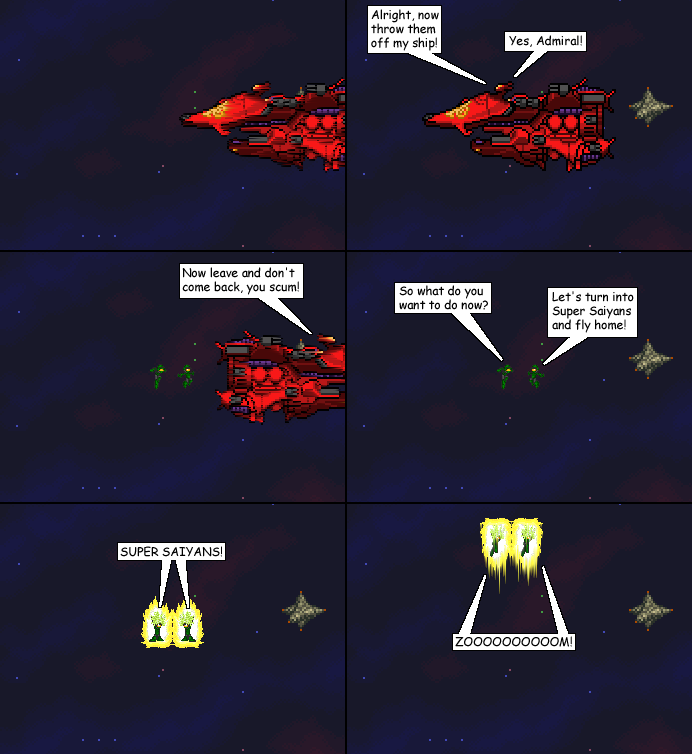 Alright, now
throw them
off my ship!
Yes, Admiral!
Now leave and don't
come back, you scum!
So what do you
want to do now?
Let's turn into
Super Saiyans
and fly home!
SUPER SAIYANS!
ZOOOOOOOOOOM!